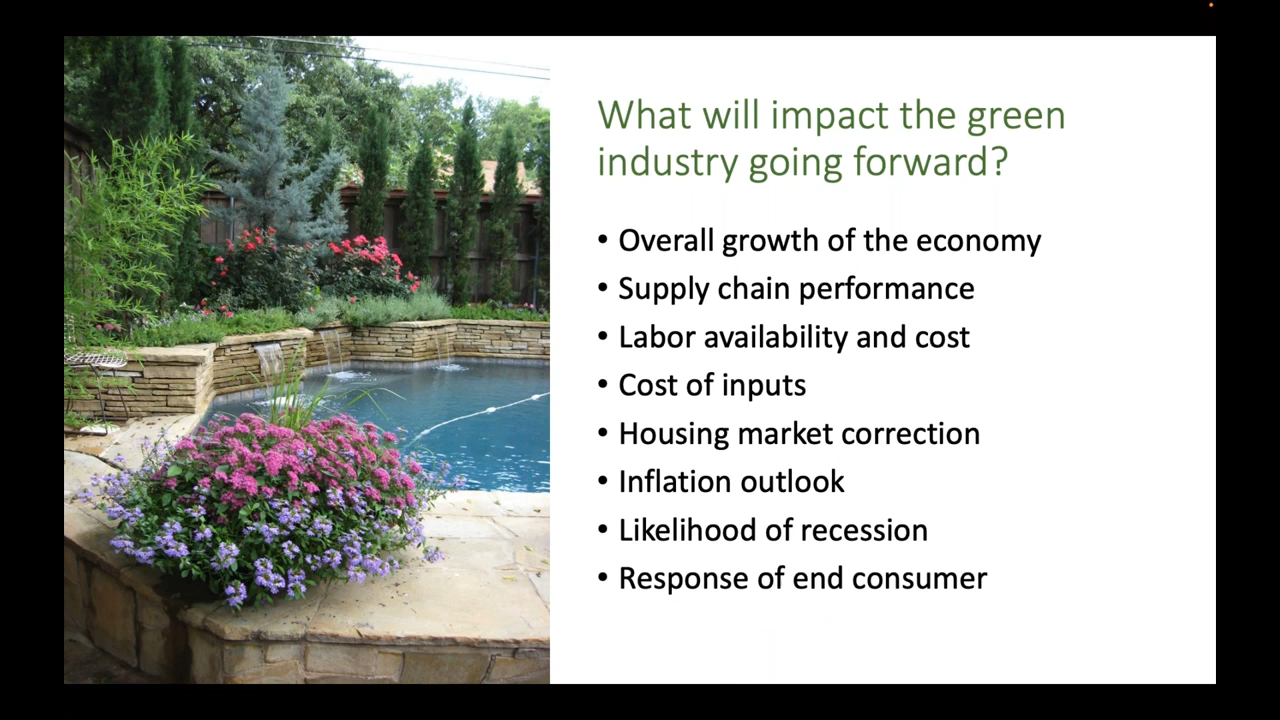 What will impact the green
industry going forward?
• Overall growth of the economy
• Supply chain performance
• Labor availability and cost
• Cost of inputs
• Housing market correction
• Inflation outlook
• Likelihood of recession
• Response of end consumer